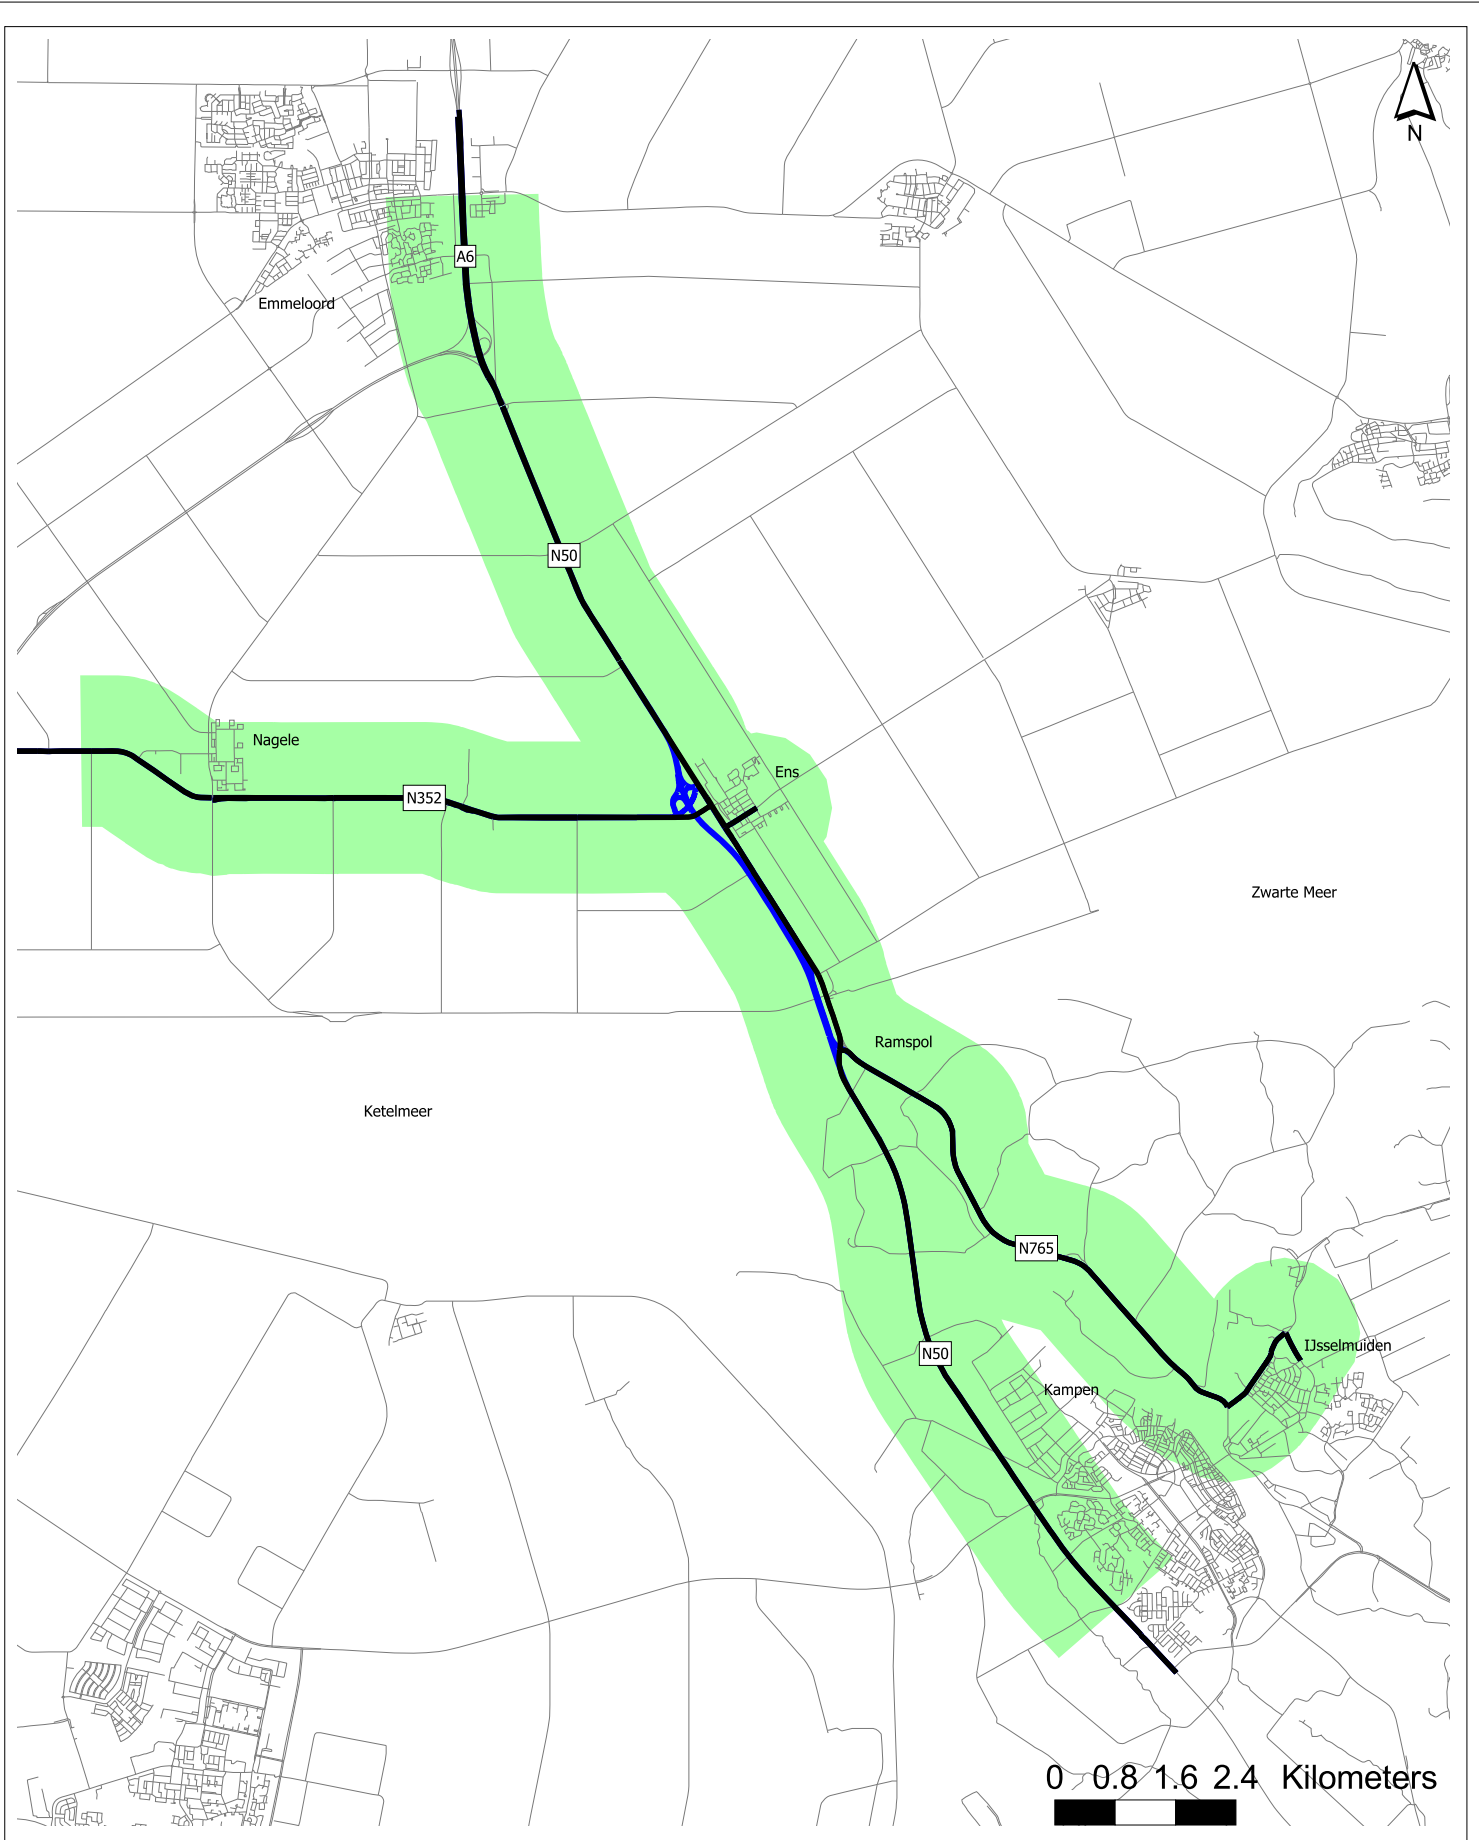 N
A6
Emmeloord
N50
Nagele
Ens
N352
Zwarte Meer
Ramspol
Ketelmeer
N765
IJsselmuiden
N50
Kampen
0 0.8 1.6 2.4 Kilometers